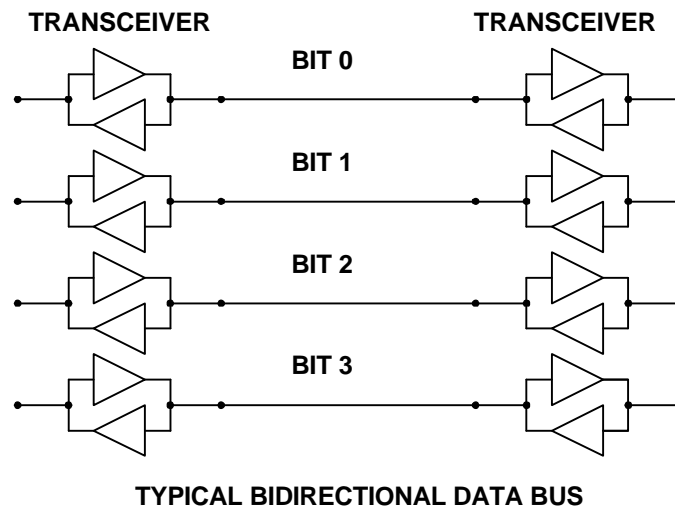 TRANSCEIVER TRANSCEIVER
BIT 0
BIT 1
BIT 2
BIT 3
TYPICAL BIDIRECTIONAL DATA BUS